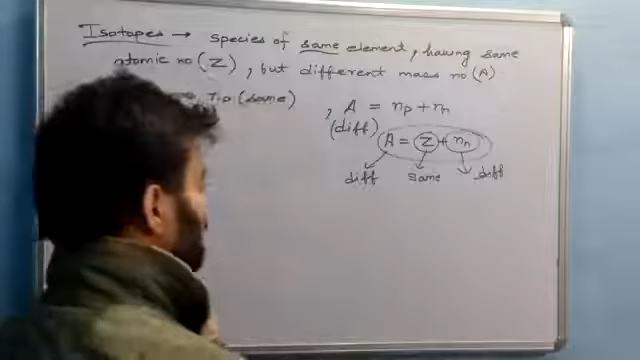 Isotopes → species of same element, having same
atomic no (Z), but different mass no (A)
(same) , A = np + nn
(diff) A = Z + nn
diff same diff